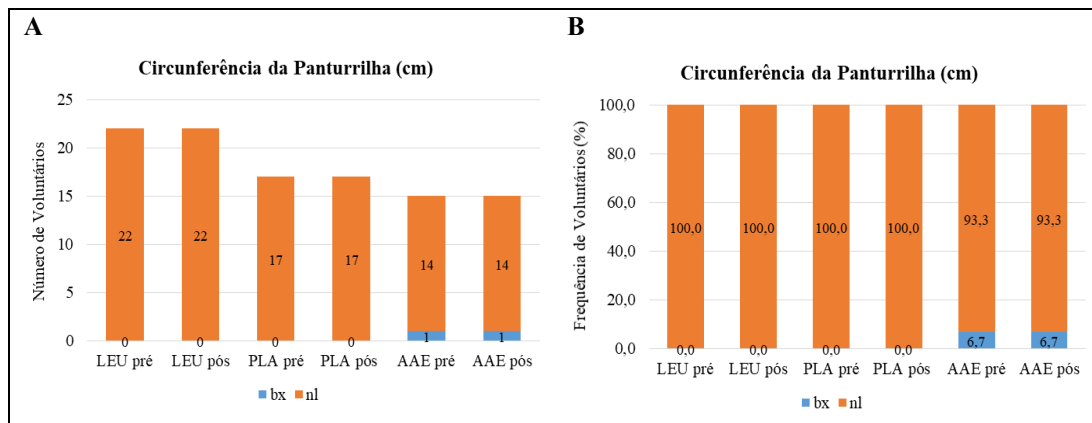 A
Circunferência da Panturrilha (cm)
Número de Voluntários
25
20
15
10
5
0
22
22
17
17
14
14
0
0
0
0
1
1
LEU pré
LEU pós
PLA pré
PLA pós
AAE pré
AAE pós
bx
nl
B
Circunferência da Panturrilha (cm)
Frequência de Voluntários (%)
100,0
80,0
60,0
40,0
20,0
0,0
100,0
100,0
100,0
100,0
93,3
93,3
0,0
0,0
0,0
0,0
6,7
6,7
LEU pré
LEU pós
PLA pré
PLA pós
AAE pré
AAE pós
bx
nl